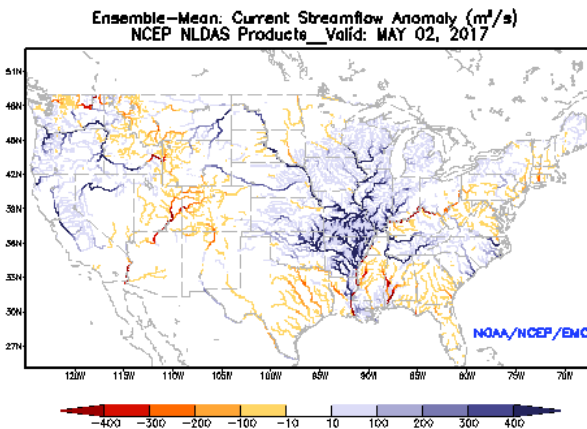 Ensemble-Mean: Current Streamflow Anomaly (m³/s)
NCEP NLDAS Products__Valid: MAY 02, 2017
51N
48N
45N
42N
39N
36N
33N
30N
27N
NOAA/NCEP/EMC
120W 115W 110W 105W 100W 95W 90W 85W 80W 75W 70W
-400 -300 -200 -100 -10 10 100 200 300 400